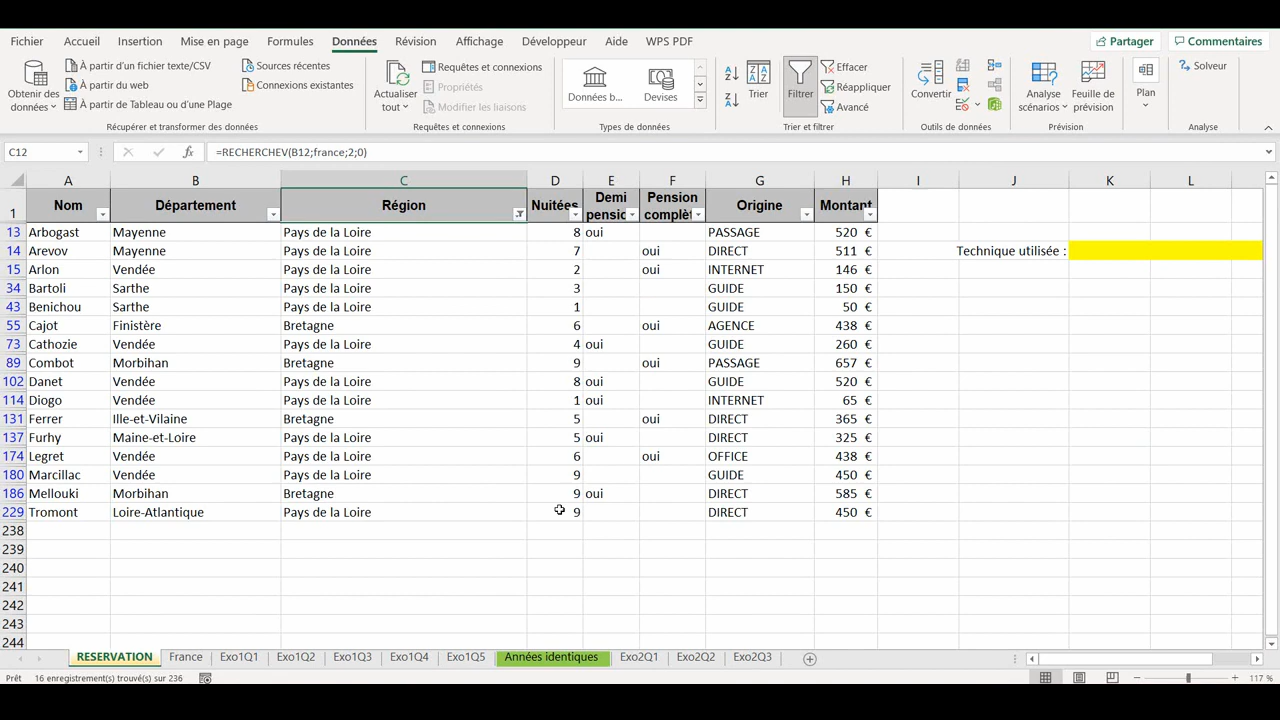 Fichier Accueil Insertion Mise en page Formules Données Révision Affichage Développeur Aide WPS PDF Partager Commentaires
Obtenir des données
À partir d'un fichier texte/CSV
À partir du web
À partir de Tableau ou d'une Plage
Sources récentes
Connexions existantes
Récupérer et transformer des données
Actualiser tout
Requêtes et connexions
Propriétés
Modifier les liaisons
Requêtes et connexions
Données b...
Devises
Types de données
Trier
Filtrer
Effacer
Réappliquer
Avancé
Trier et filtrer
Convertir
Outils de données
Analyse scénarios
Feuille de prévision
Prévision
Plan
Solveur
Analyse
C12 fx =RECHERCHEV(B12;france;2;0)
A B C D E F G H I J K L
1 Nom Département Région Nuitées Demi pensic Pension complèt Origine Montant
13 Arbogast Mayenne Pays de la Loire 8 oui PASSAGE 520 €
14 Arevov Mayenne Pays de la Loire 7 oui DIRECT 511 € Technique utilisée :
15 Arlon Vendée Pays de la Loire 2 oui INTERNET 146 €
34 Bartoli Sarthe Pays de la Loire 3 GUIDE 150 €
43 Benichou Sarthe Pays de la Loire 1 GUIDE 50 €
55 Cajot Finistère Bretagne 6 oui AGENCE 438 €
73 Cathozie Vendée Pays de la Loire 4 oui GUIDE 260 €
89 Combot Morbihan Bretagne 9 oui PASSAGE 657 €
102 Danet Vendée Pays de la Loire 8 oui GUIDE 520 €
114 Diogo Vendée Pays de la Loire 1 oui INTERNET 65 €
131 Ferrer Ille-et-Vilaine Bretagne 5 oui DIRECT 365 €
137 Furhy Maine-et-Loire Pays de la Loire 5 oui DIRECT 325 €
174 Legret Vendée Pays de la Loire 6 oui OFFICE 438 €
180 Marcillac Vendée Pays de la Loire 9 GUIDE 450 €
186 Mellouki Morbihan Bretagne 9 oui DIRECT 585 €
229 Tromont Loire-Atlantique Pays de la Loire 9 DIRECT 450 €
238
239
240
241
242
243
244
RESERVATION France Exo1Q1 Exo1Q2 Exo1Q3 Exo1Q4 Exo1Q5 Années identiques Exo2Q1 Exo2Q2 Exo2Q3
Prêt 16 enregistrement(s) trouvé(s) sur 236 117 %